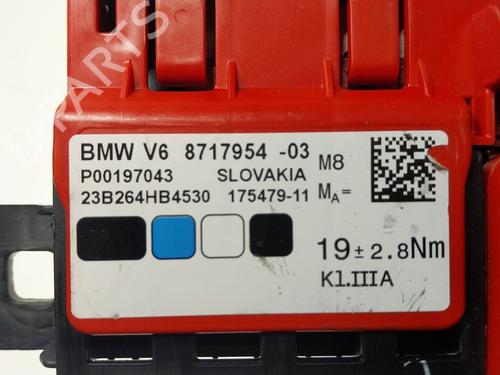 BMW V6 8717954 -03
P00197043 SLOVAKIA
23B264HB4530 175479-11
M8
MA=
19±2.8Nm
Kl.IIIA
B-PARTS